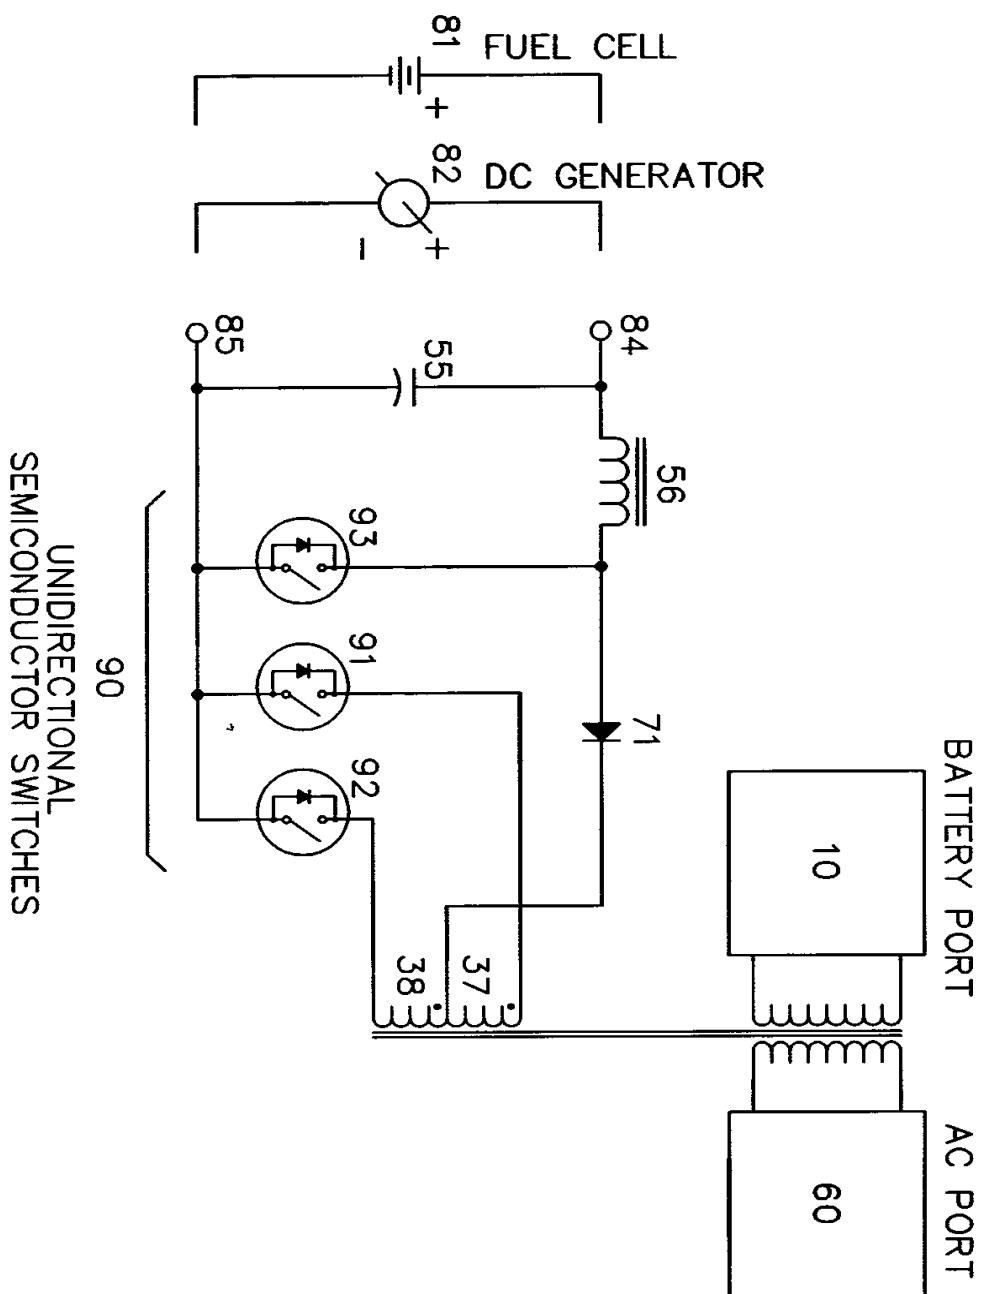 81
FUEL CELL
+
82
DC GENERATOR
- +
85
84
55
56
93
91
92
71
UNIDIRECTIONAL
SEMICONDUCTOR SWITCHES
90
38
37
BATTERY PORT
10
AC PORT
60